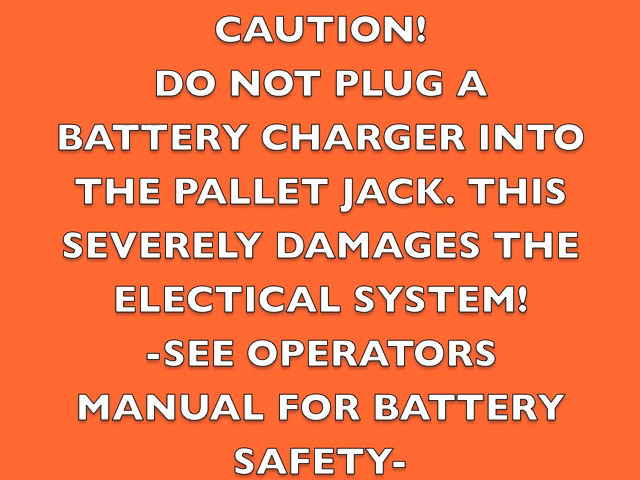 CAUTION!
DO NOT PLUG A
BATTERY CHARGER INTO
THE PALLET JACK. THIS
SEVERELY DAMAGES THE
ELECTICAL SYSTEM!
-SEE OPERATORS
MANUAL FOR BATTERY
SAFETY-